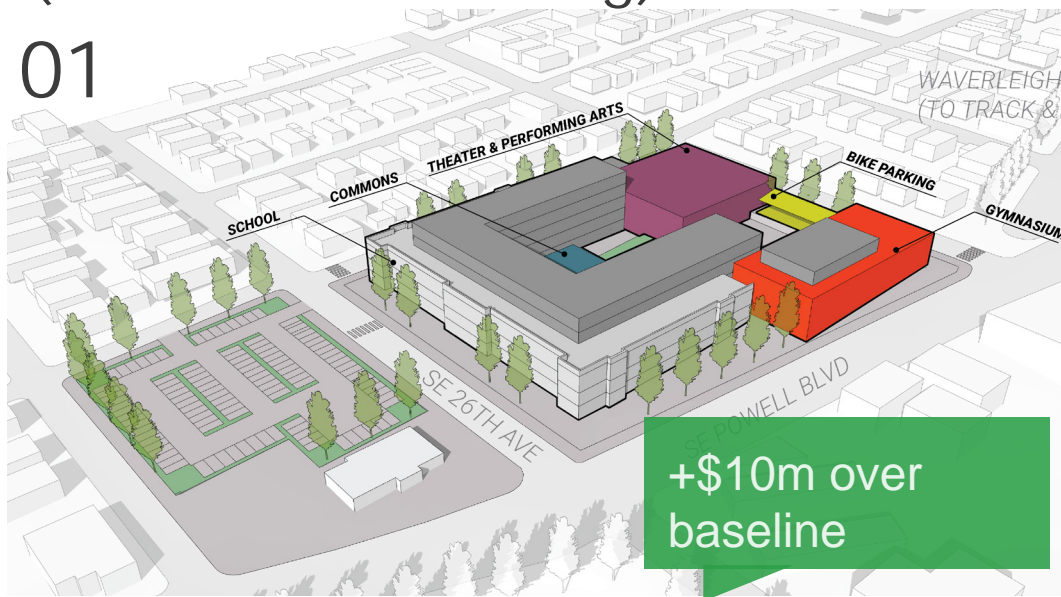 01
WAVERLEIGH
(TO TRACK &
THEATER & PERFORMING ARTS
BIKE PARKING
COMMONS
SCHOOL
GYMNASIUM
SE 26TH AVE
SE POWELL BLVD
+$10m over
baseline